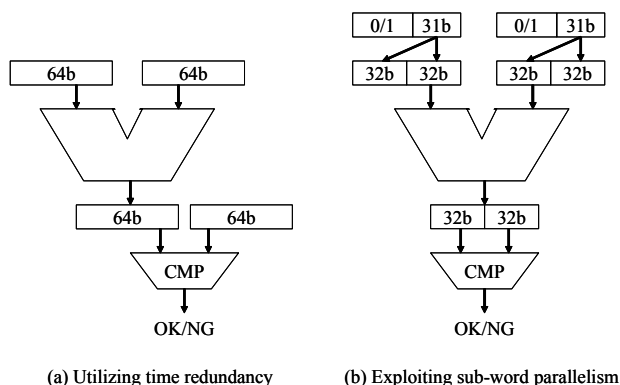 64b 64b
64b 64b
CMP
OK/NG
(a) Utilizing time redundancy
0/1 31b 0/1 31b
32b 32b 32b 32b
32b 32b
CMP
OK/NG
(b) Exploiting sub-word parallelism